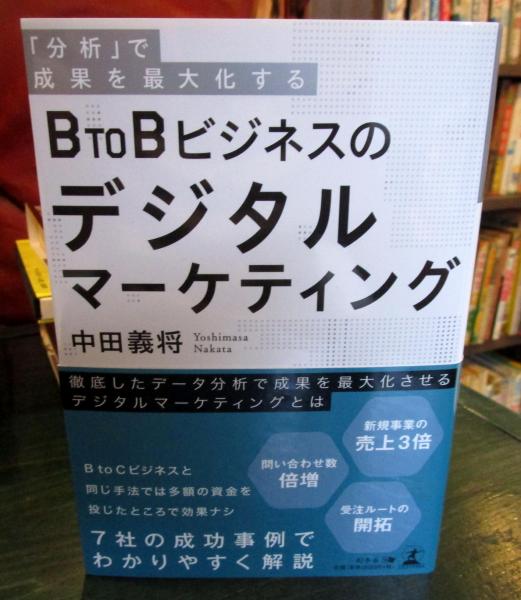 「分析」で
成果を最大化する
BTOBビジネスの
デジタル
マーケティング
中田義将
Yoshimasa
Nakata
徹底したデータ分析で成果を最大化させる
デジタルマーケティングとは
新規事業の
売上3倍
問い合わせ数
倍増
受注ルートの
開拓
BtoCビジネスと
同じ手法では多額の資金を
投じたところで効果ナシ
7社の成功事例で
わかりやすく解説